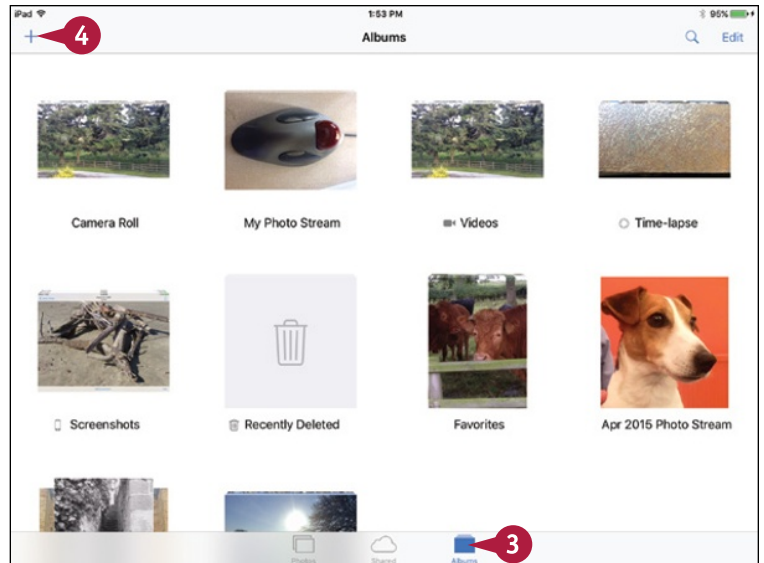 iPad 1:53 PM 95%
4
Albums Edit
Camera Roll My Photo Stream Videos Time-lapse
Screenshots Recently Deleted Favorites Apr 2015 Photo Stream
3
Photos Shared Albums